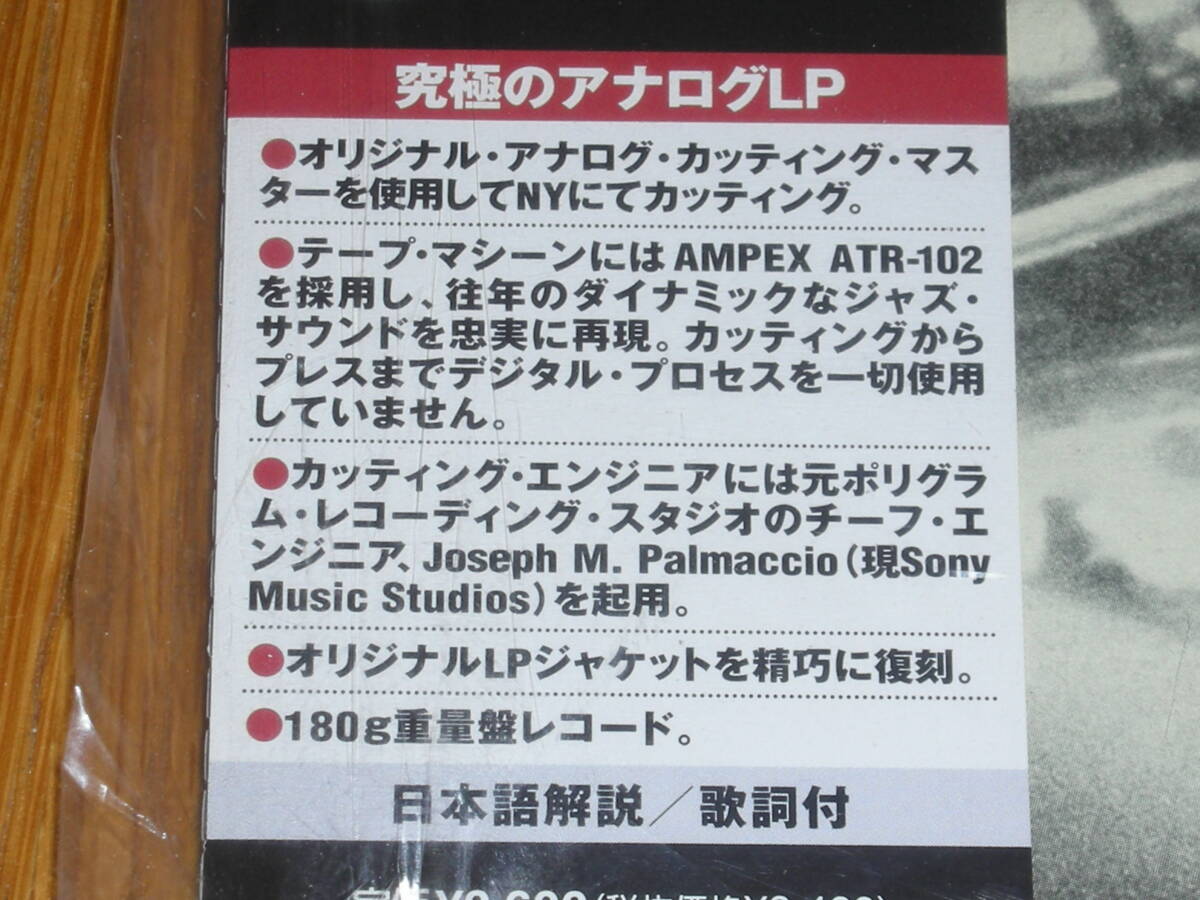 究極のアナログLP
●オリジナル・アナログ・カッティング・マス
ターを使用してNYにてカッティング。
●テープ・マシーンにはAMPEX ATR-102
を採用し、往年のダイナミックなジャズ・
サウンドを忠実に再現。カッティングから
プレスまでデジタル・プロセスを一切使用
していません。
●カッティング・エンジニアには元ポリグラ
ム・レコーディング・スタジオのチーフ・エ
ンジニア、Joseph M. Palmaccio(現Sony
Music Studios)を起用。
●オリジナルLPジャケットを精巧に復刻。
●180g重量盤レコード。
日本語解説/歌詞付